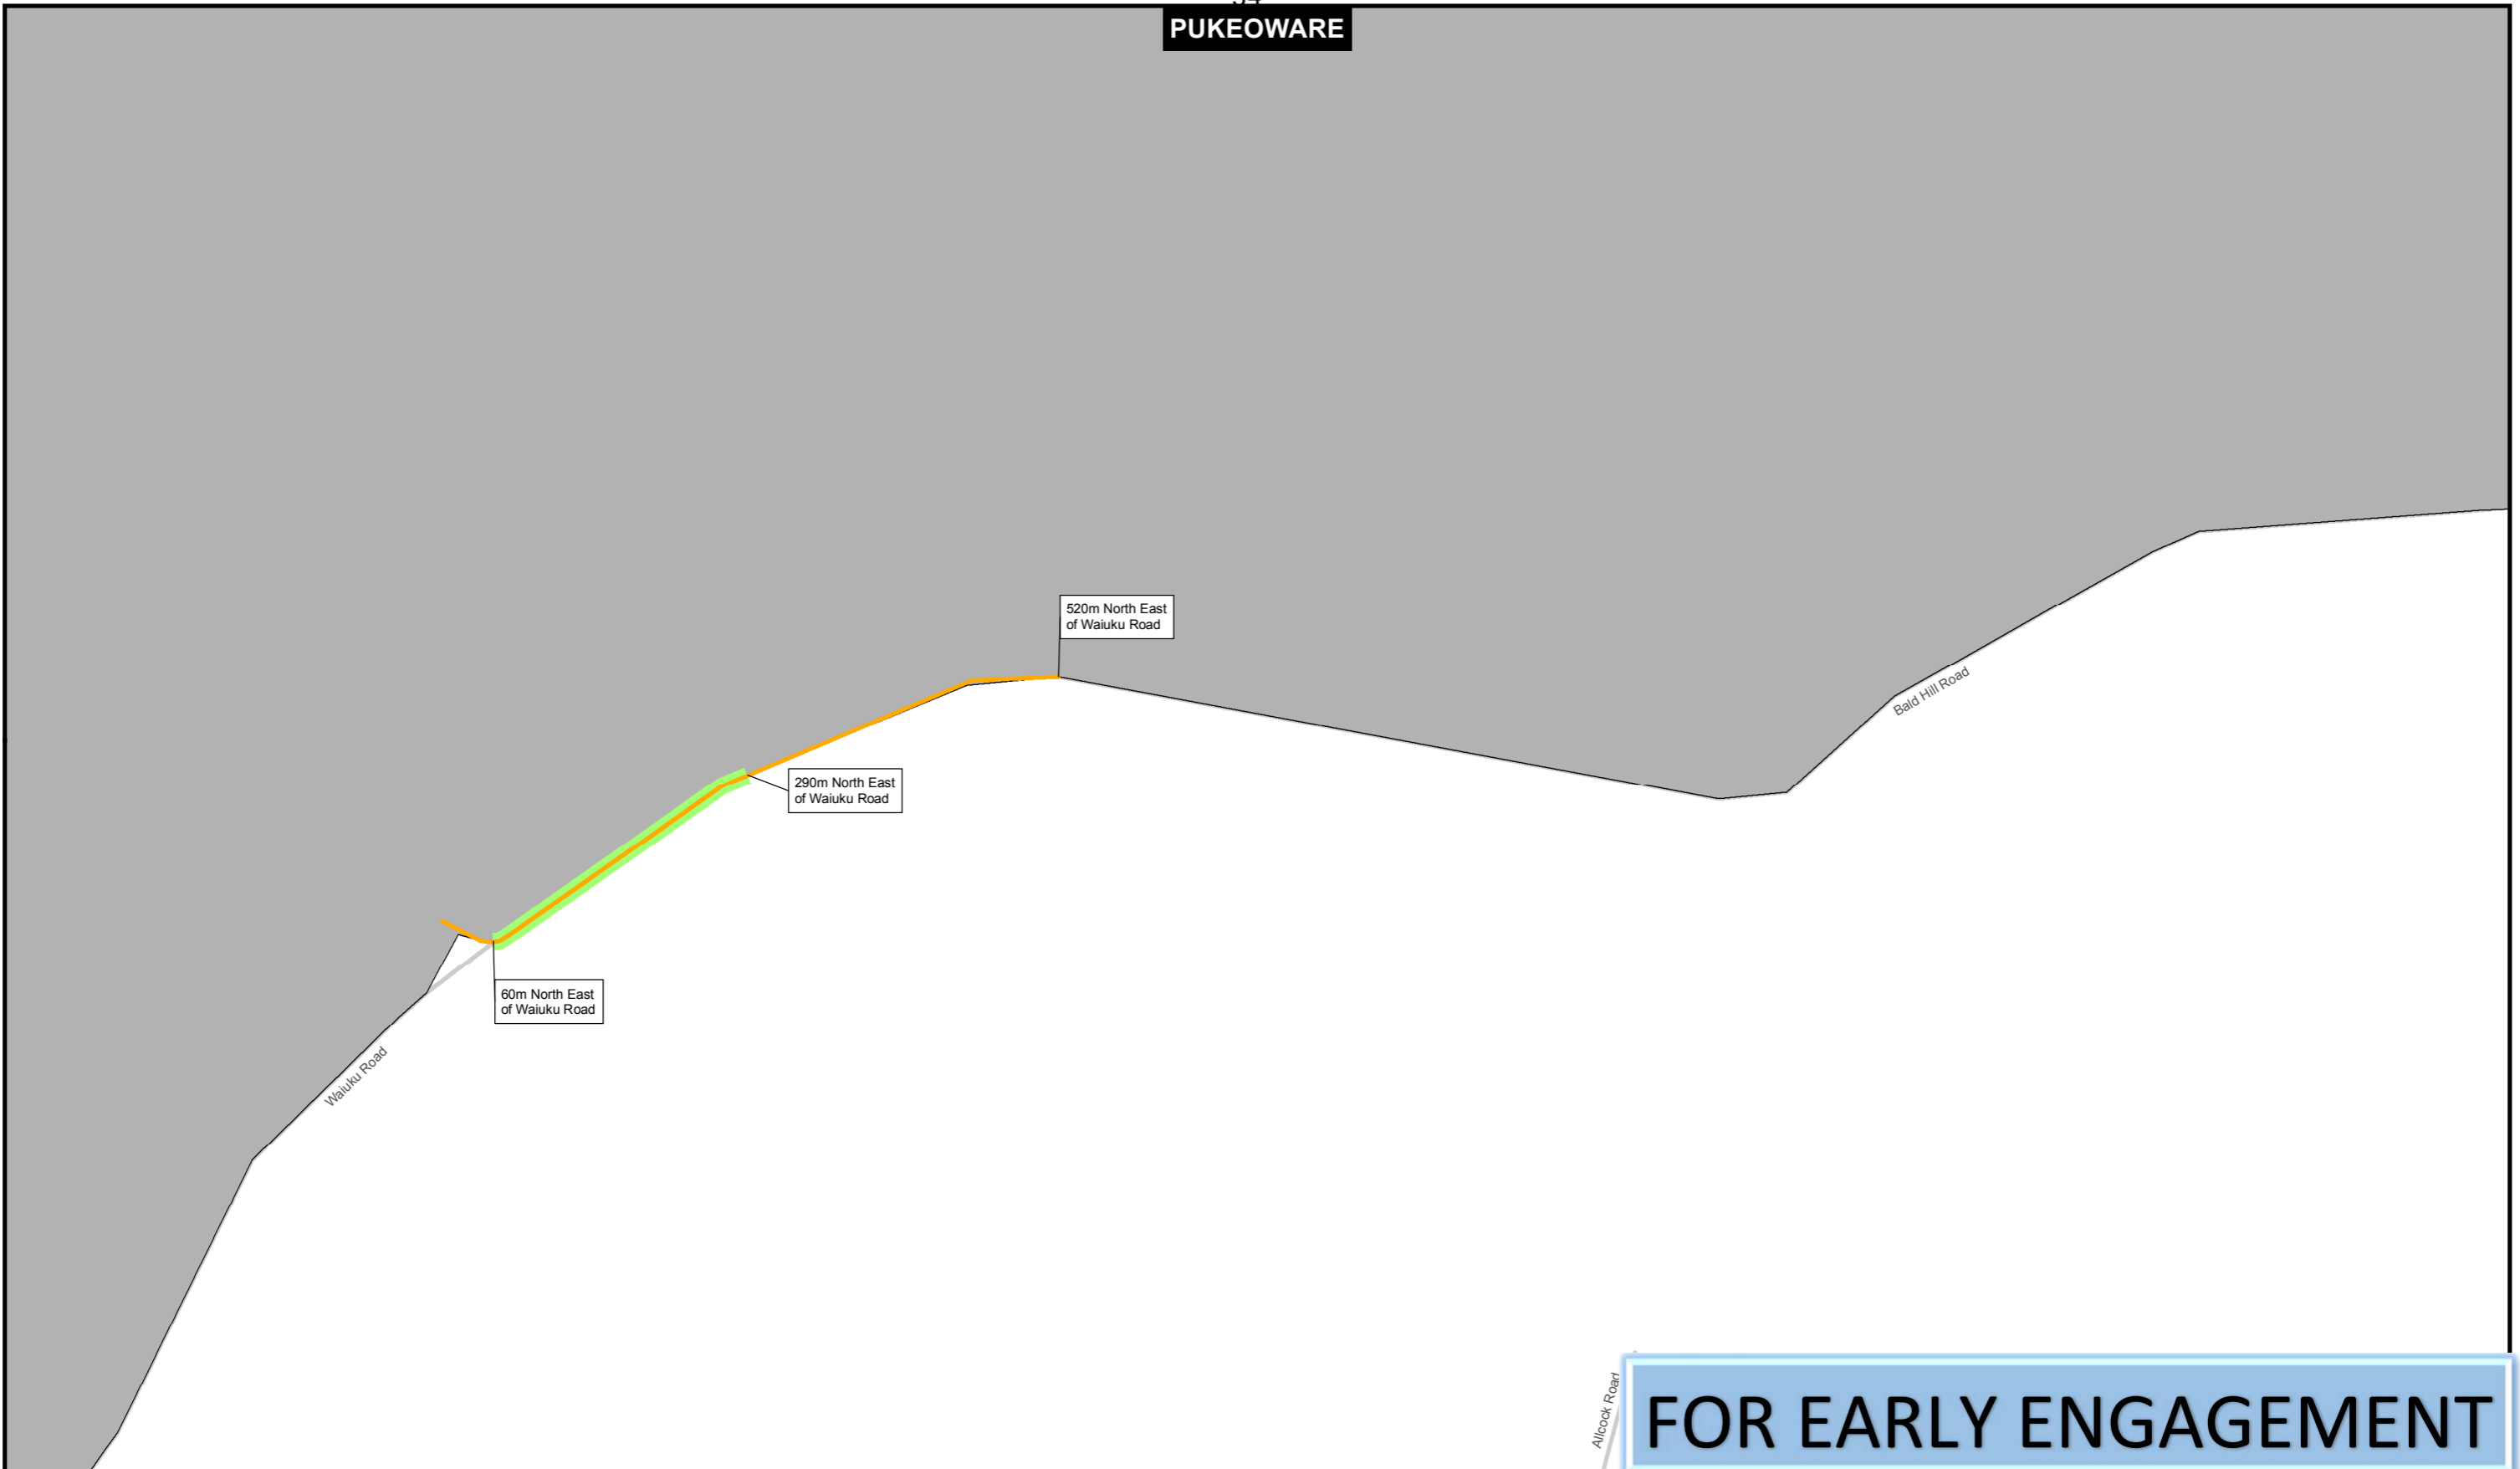 PUKEOWARE
520m North East
of Waiuku Road
Bald Hill Road
290m North East
of Waiuku Road
60m North East
of Waiuku Road
Waiuku Road
Allcock Road
FOR EARLY ENGAGEMENT